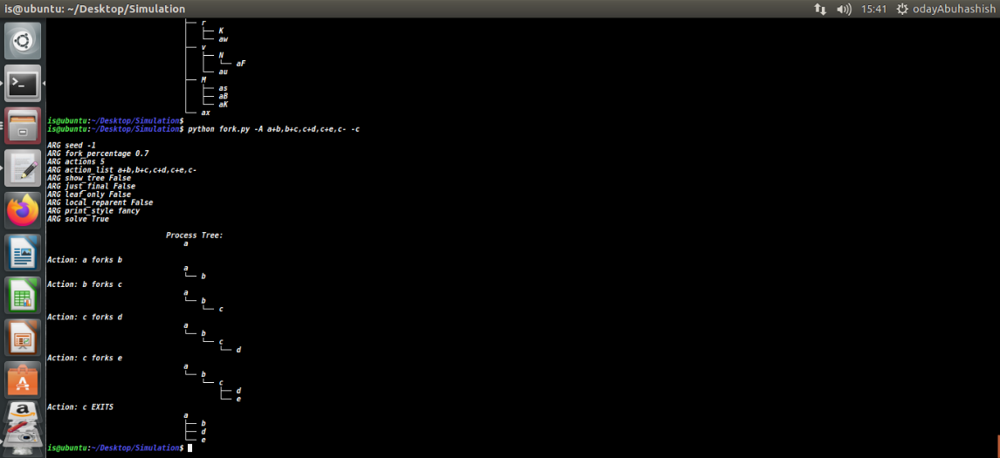 is@ubuntu: ~/Desktop/Simulation 15:41 odayAbuhashish
r
K
aw
v
N
aF
au
M
as
aB
aK
ax
is@ubuntu:~/Desktop/Simulation$
is@ubuntu:~/Desktop/Simulation$ python fork.py -A a+b,b+c,c+d,c+e,c- -c
ARG seed -1
ARG fork_percentage 0.7
ARG actions 5
ARG action_list a+b,b+c,c+d,c+e,c-
ARG show_tree False
ARG just_final False
ARG leaf_only False
ARG local_reparent False
ARG print_style fancy
ARG solve True
Process Tree:
a
Action: a forks b
a
b
Action: b forks c
a
b
c
Action: c forks d
a
b
c
d
Action: c forks e
a
b
c
d
e
Action: c EXITS
a
b
d
e
is@ubuntu:~/Desktop/Simulation$